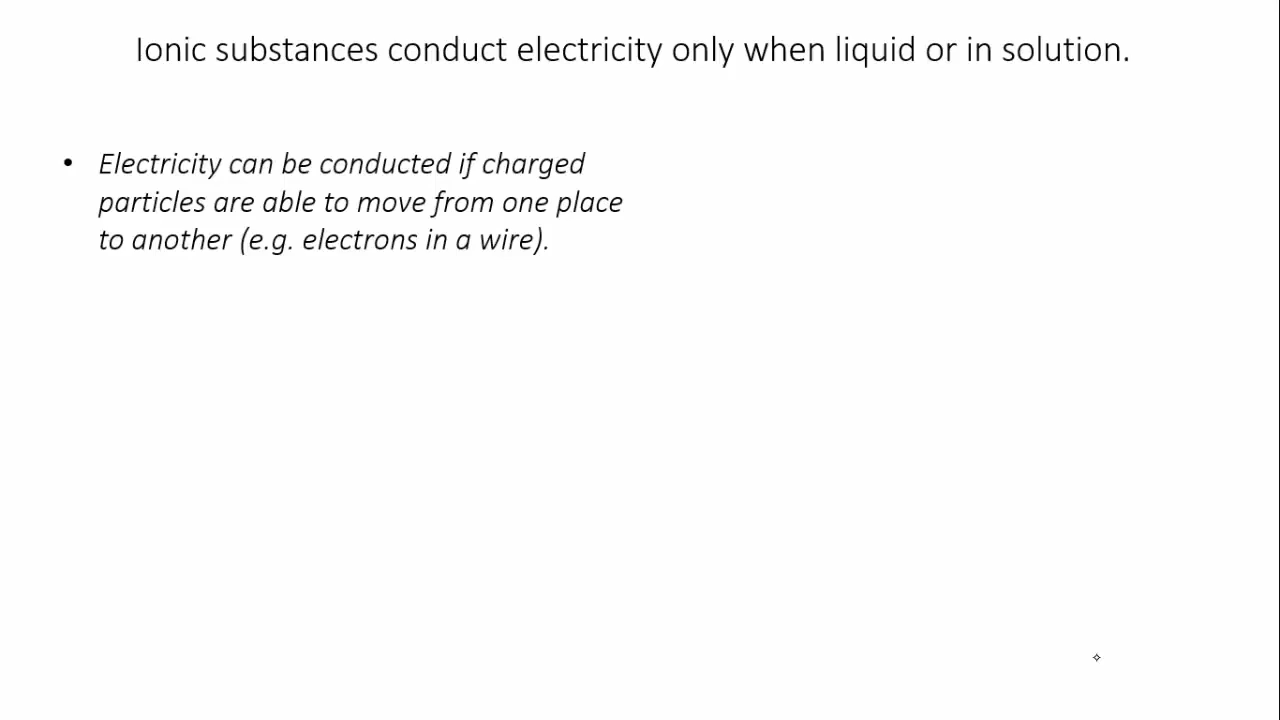 Ionic substances conduct electricity only when liquid or in solution.
• Electricity can be conducted if charged
particles are able to move from one place
to another (e.g. electrons in a wire).